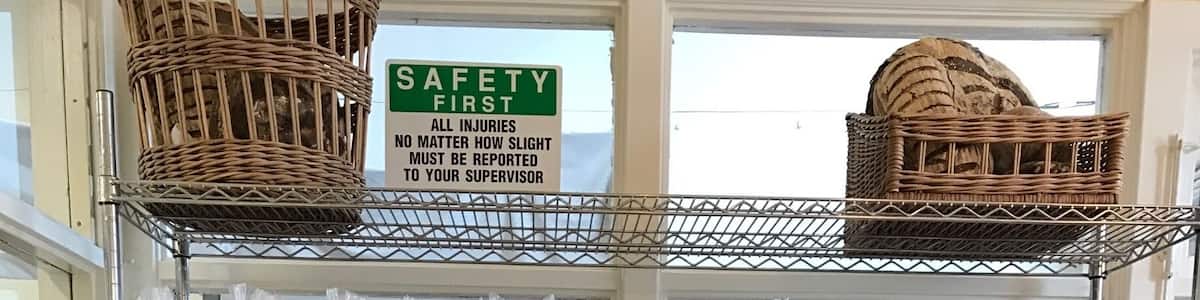 SAFETY
FIRST
ALL INJURIES
NO MATTER HOW SLIGHT
MUST BE REPORTED
TO YOUR SUPERVISOR